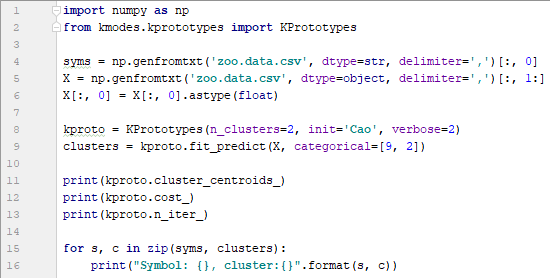 1 import numpy as np
2 from kmodes.kprototypes import KPrototypes
3
4 syms = np.genfromtxt('zoo.data.csv', dtype=str, delimiter=',')[:, 0]
5 X = np.genfromtxt('zoo.data.csv', dtype=object, delimiter=',')[:, 1:]
6 X[:, 0] = X[:, 0].astype(float)
7
8 kproto = KPrototypes(n_clusters=2, init='Cao', verbose=2)
9 clusters = kproto.fit_predict(X, categorical=[9, 2])
10
11 print(kproto.cluster_centroids_)
12 print(kproto.cost_)
13 print(kproto.n_iter_)
14
15 for s, c in zip(syms, clusters):
16     print("Symbol: {}, cluster:{}".format(s, c))